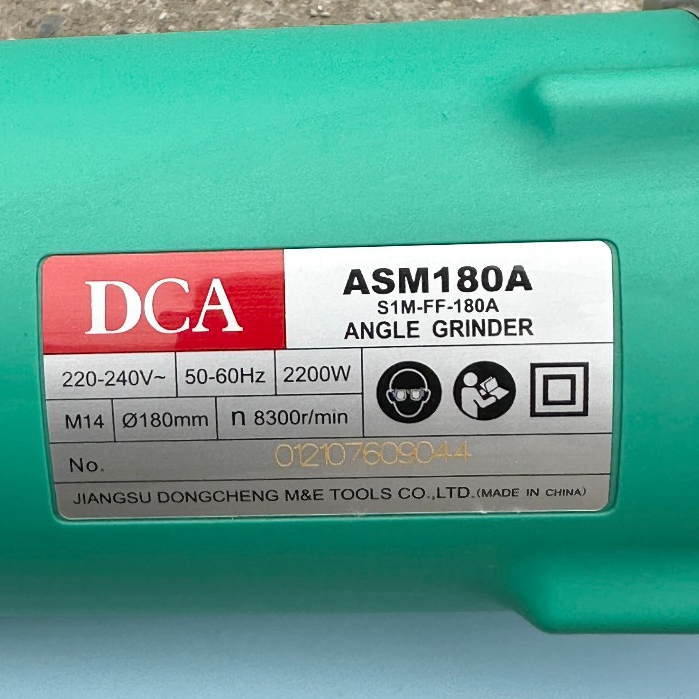 DCA
ASM180A
S1M-FF-180A
ANGLE GRINDER
220-240V~ 50-60Hz 2200W
M14 Ø180mm n 8300r/min
No. 012107609044
JIANGSU DONGCHENG M&E TOOLS CO.,LTD.(MADE IN CHINA)